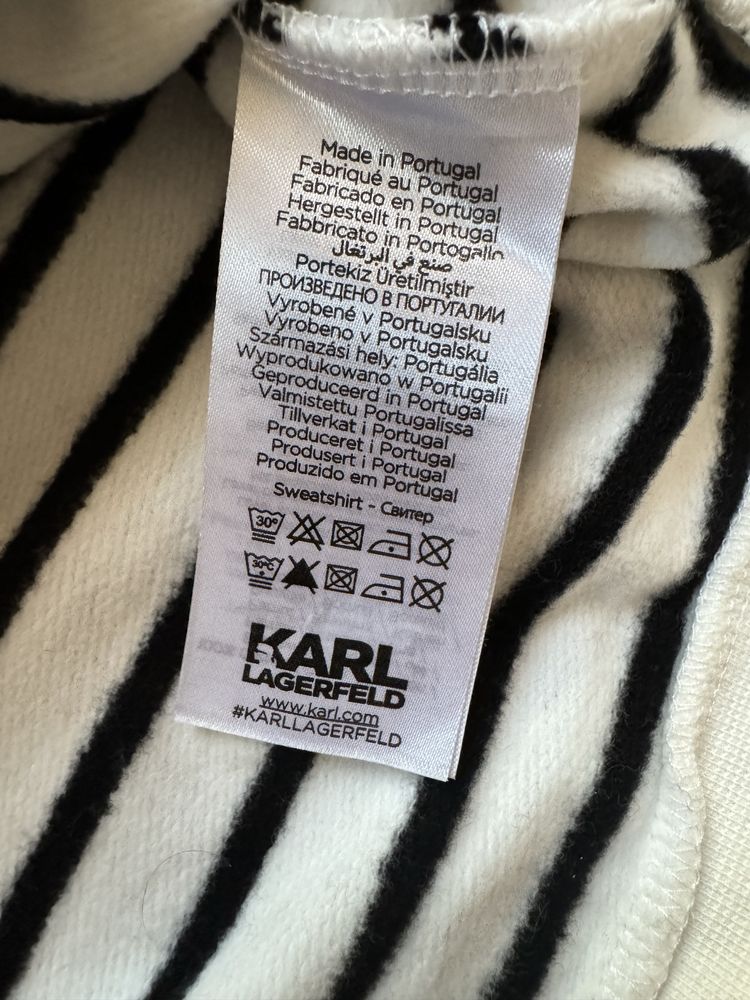 Made in Portugal
Fabriqué au Portugal
Fabricado en Portugal
Hergestellt in Portugal
Fabbricato in Portogallo
صنع في البرتغال
Portekiz Üretilmiştir
ПРОИЗВЕДЕНО В ПОРТУГАЛИИ
Vyrobené v Portugalsku
Vyrobeno v Portugalsku
Származási hely: Portugália
Wyprodukowano w Portugalii
Geproduceerd in Portugal
Valmistettu Portugalissa
Tillverkat i Portugal
Produceret i Portugal
Produsert i Portugal
Produzido em Portugal
Sweatshirt - Свитер
30°
30°C
KARL
LAGERFELD
www.karl.com
#KARLLAGERFELD